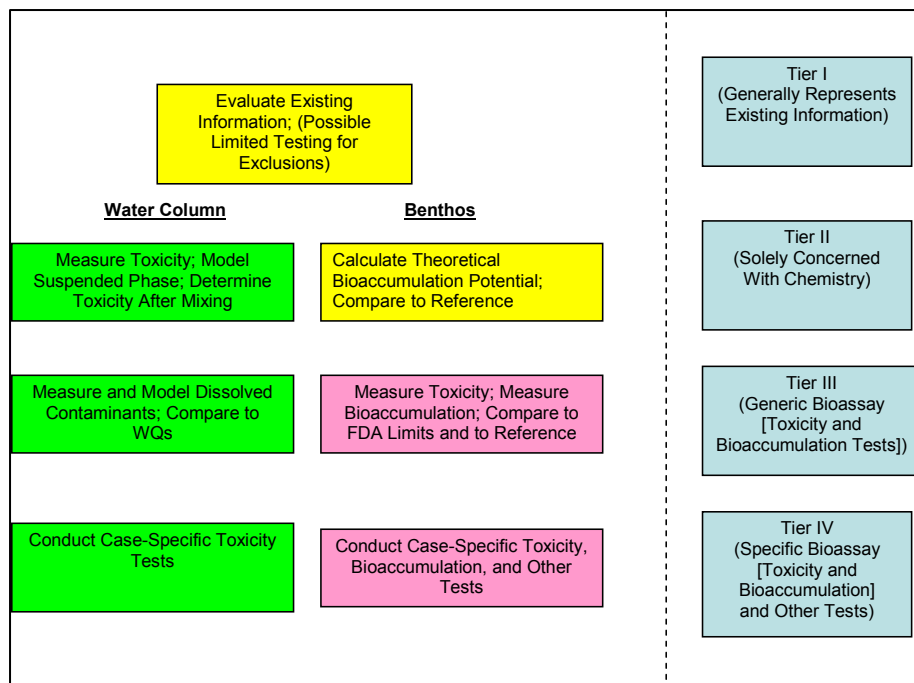 Evaluate Existing
Information; (Possible
Limited Testing for
Exclusions)
Water Column
Benthos
Measure Toxicity; Model
Suspended Phase; Determine
Toxicity After Mixing
Calculate Theoretical
Bioaccumulation Potential;
Compare to Reference
Measure and Model Dissolved
Contaminants; Compare to
WQs
Measure Toxicity; Measure
Bioaccumulation; Compare to
FDA Limits and to Reference
Conduct Case-Specific Toxicity
Tests
Conduct Case-Specific Toxicity,
Bioaccumulation, and Other
Tests
Tier I
(Generally Represents
Existing Information)
Tier II
(Solely Concerned
With Chemistry)
Tier III
(Generic Bioassay
[Toxicity and
Bioaccumulation Tests])
Tier IV
(Specific Bioassay
[Toxicity and
Bioaccumulation]
and Other Tests)